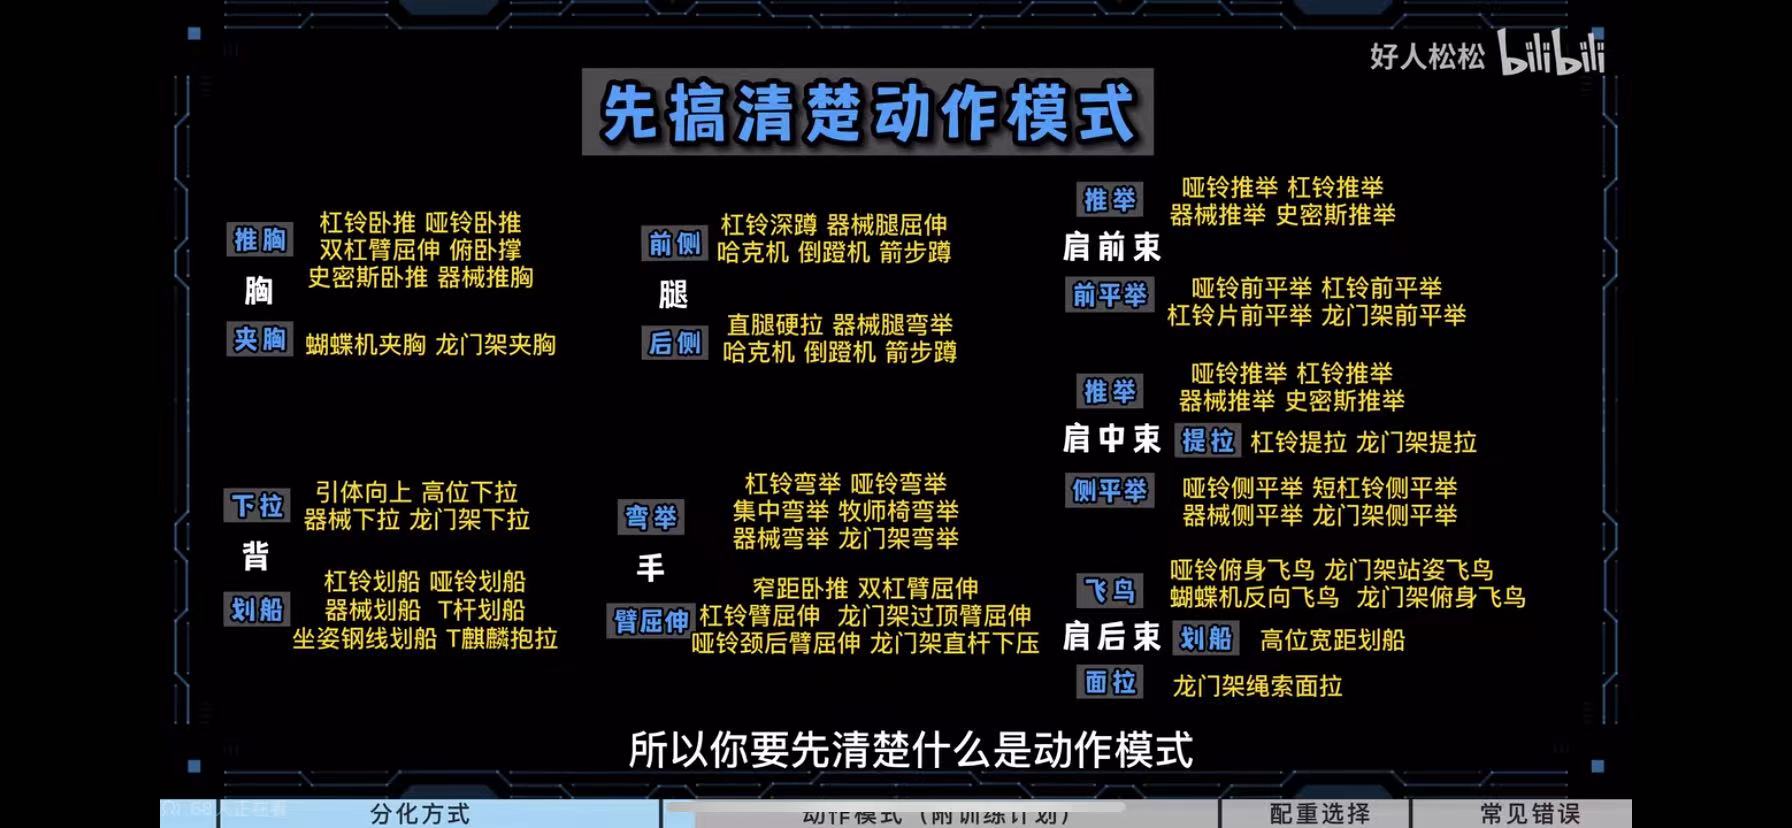 好人松松 bilibili
先搞清楚动作模式
推胸
杠铃卧推 哑铃卧推
双杠臂屈伸 俯卧撑
史密斯卧推 器械推胸
胸
夹胸
蝴蝶机夹胸 龙门架夹胸
前侧
杠铃深蹲 器械腿屈伸
哈克机 倒蹬机 箭步蹲
腿
后侧
直腿硬拉 器械腿弯举
哈克机 倒蹬机 箭步蹲
推举
哑铃推举 杠铃推举
器械推举 史密斯推举
肩前束
前平举
哑铃前平举 杠铃前平举
杠铃片前平举 龙门架前平举
推举
哑铃推举 杠铃推举
器械推举 史密斯推举
肩中束
提拉
杠铃提拉 龙门架提拉
侧平举
哑铃侧平举 短杠铃侧平举
器械侧平举 龙门架侧平举
下拉
引体向上 高位下拉
器械下拉 龙门架下拉
背
划船
杠铃划船 哑铃划船
器械划船 T杆划船
坐姿钢线划船 T麒麟抱拉
弯举
杠铃弯举 哑铃弯举
集中弯举 牧师椅弯举
器械弯举 龙门架弯举
手
臂屈伸
窄距卧推 双杠臂屈伸
杠铃臂屈伸 龙门架过顶臂屈伸
哑铃颈后臂屈伸 龙门架直杆下压
飞鸟
哑铃俯身飞鸟 龙门架站姿飞鸟
蝴蝶机反向飞鸟 龙门架俯身飞鸟
肩后束
划船
高位宽距划船
面拉
龙门架绳索面拉
所以你要先清楚什么是动作模式
68人正在看
分化方式
动作模式（附训练计划）
配重选择
常见错误